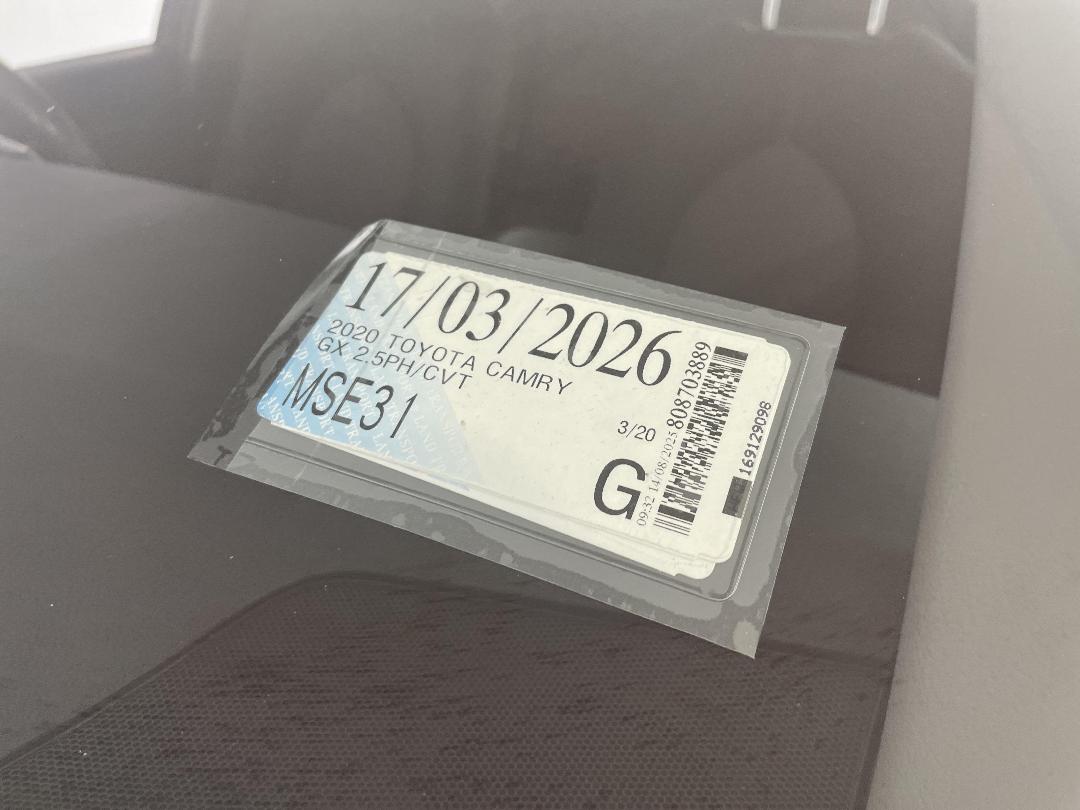 17/03/2026
2020 TOYOTA CAMRY
GX 2.5PH/CVT
MSE31
3/20
G
09:32 14/08/2025 808703889
169129098